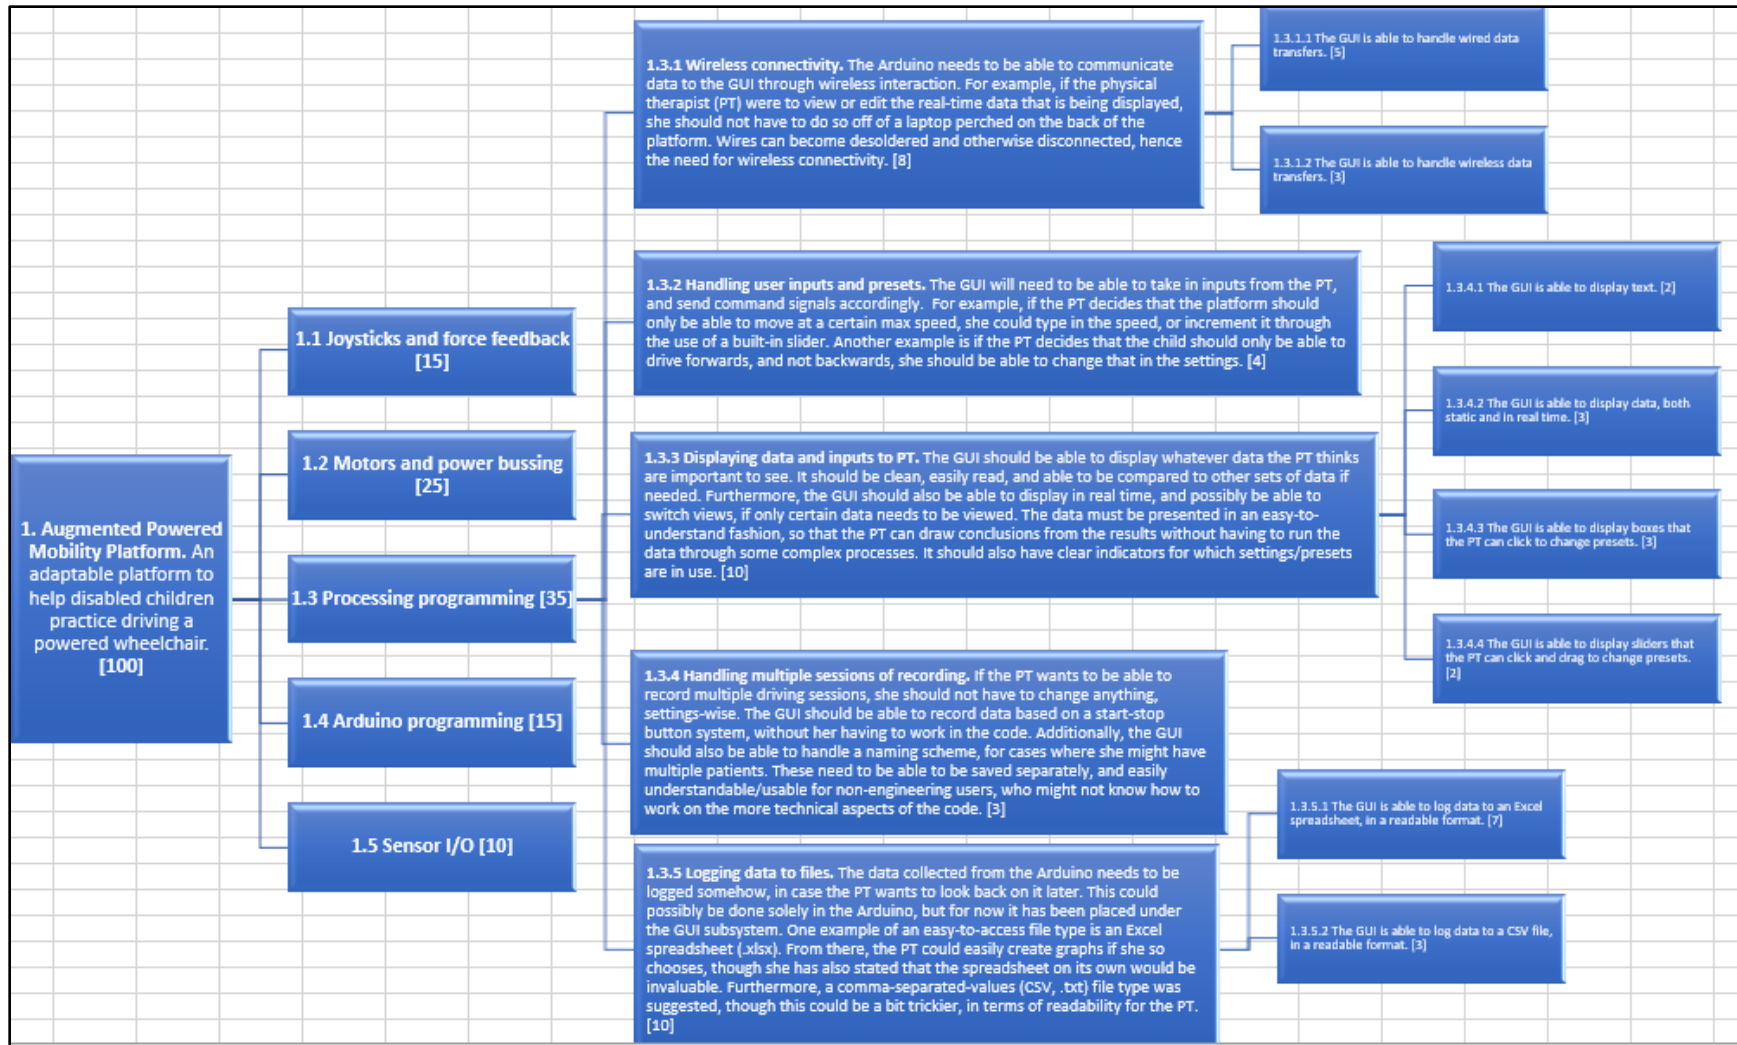 1. Augmented Powered
Mobility Platform. An
adaptable platform to
help disabled children
practice driving a
powered wheelchair.
[100]
1.1 Joysticks and force feedback
[15]
1.2 Motors and power bussing
[25]
1.3 Processing programming [35]
1.4 Arduino programming [15]
1.5 Sensor I/O [10]
1.3.1 Wireless connectivity. The Arduino needs to be able to communicate
data to the GUI through wireless interaction. For example, if the physical
therapist (PT) were to view or edit the real-time data that is being displayed,
she should not have to do so off of a laptop perched on the back of the
platform. Wires can become desoldered and otherwise disconnected, hence
the need for wireless connectivity. [8]
1.3.1.1 The GUI is able to handle wired data
transfers. [5]
1.3.1.2 The GUI is able to handle wireless data
transfers. [3]
1.3.2 Handling user inputs and presets. The GUI will need to be able to take in inputs from the PT,
and send command signals accordingly. For example, if the PT decides that the platform should
only be able to move at a certain max speed, she could type in the speed, or increment it through
the use of a built-in slider. Another example is if the PT decides that the child should only be able to
drive forwards, and not backwards, she should be able to change that in the settings. [4]
1.3.3 Displaying data and inputs to PT. The GUI should be able to display whatever data the PT thinks
are important to see. It should be clean, easily read, and able to be compared to other sets of data if
needed. Furthermore, the GUI should also be able to display in real time, and possibly be able to
switch views, if only certain data needs to be viewed. The data must be presented in an easy-to-
understand fashion, so that the PT can draw conclusions from the results without having to run the
data through some complex processes. It should also have clear indicators for which settings/presets
are in use. [10]
1.3.4.1 The GUI is able to display text. [2]
1.3.4.2 The GUI is able to display data, both
static and in real time. [3]
1.3.4.3 The GUI is able to display boxes that
the PT can click to change presets. [3]
1.3.4.4 The GUI is able to display sliders that
the PT can click and drag to change presets.
[2]
1.3.4 Handling multiple sessions of recording. If the PT wants to be able to
record multiple driving sessions, she should not have to change anything,
settings-wise. The GUI should be able to record data based on a start-stop
button system, without her having to work in the code. Additionally, the GUI
should also be able to handle a naming scheme, for cases where she might have
multiple patients. These need to be able to be saved separately, and easily
understandable/usable for non-engineering users, who might not know how to
work on the more technical aspects of the code. [3]
1.3.5 Logging data to files. The data collected from the Arduino needs to be
logged somehow, in case the PT wants to look back on it later. This could
possibly be done solely in the Arduino, but for now it has been placed under
the GUI subsystem. One example of an easy-to-access file type is an Excel
spreadsheet (.xlsx). From there, the PT could easily create graphs if she so
chooses, though she has also stated that the spreadsheet on its own would be
invaluable. Furthermore, a comma-separated-values (CSV, .txt) file type was
suggested, though this could be a bit trickier, in terms of readability for the PT.
[10]
1.3.5.1 The GUI is able to log data to an Excel
spreadsheet, in a readable format. [7]
1.3.5.2 The GUI is able to log data to a CSV file,
in a readable format. [3]